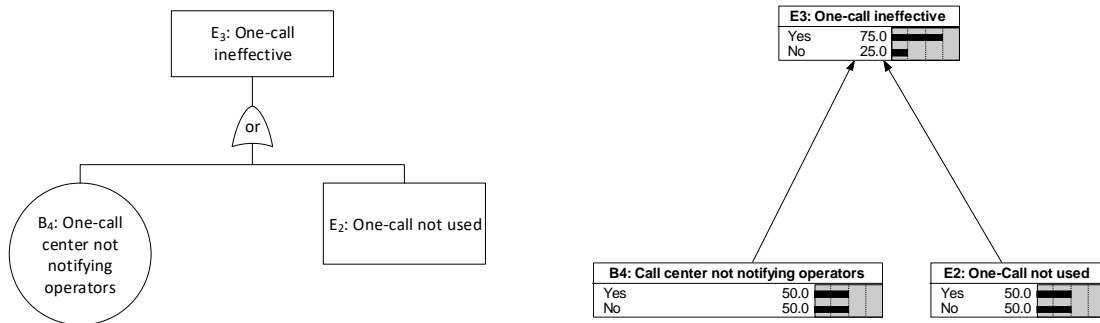 E₃: One-call
ineffective
or
B₄: One-call
center not
notifying
operators
E₂: One-call not used
E3: One-call ineffective
Yes 75.0
No 25.0
B4: Call center not notifying operators
Yes 50.0
No 50.0
E2: One-Call not used
Yes 50.0
No 50.0